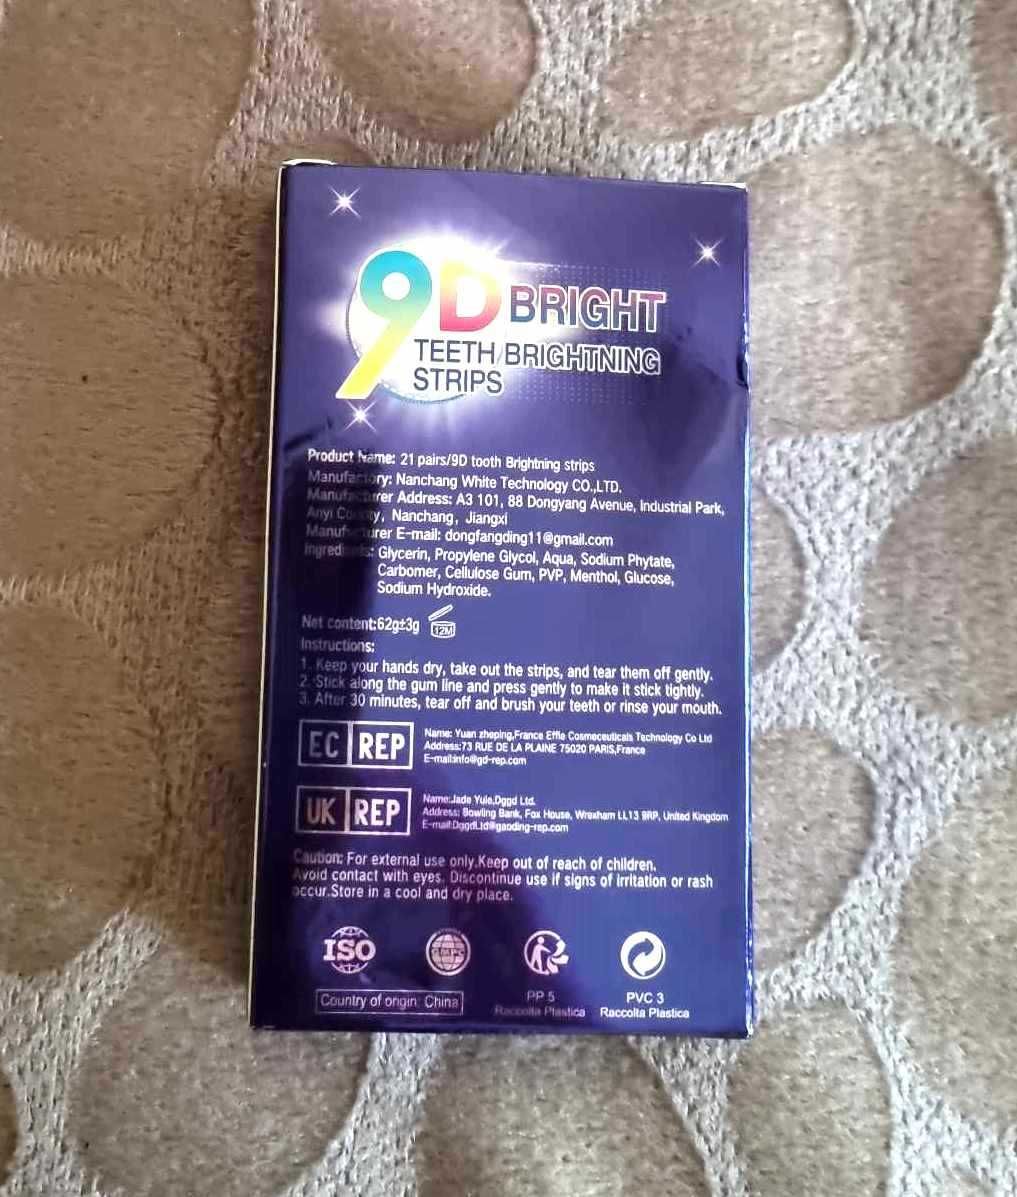 9D BRIGHT
TEETH BRIGHTNING
STRIPS
Product Name: 21 pairs/9D tooth Brightning strips
Manufactory: Nanchang White Technology CO.,LTD.
Manufacturer Address: A3 101, 88 Dongyang Avenue, Industrial Park,
Anyi County, Nanchang, Jiangxi
Manufacturer E-mail: dongfangding11@gmail.com
Ingredients: Glycerin, Propylene Glycol, Aqua, Sodium Phytate,
Carbomer, Cellulose Gum, PVP, Menthol, Glucose,
Sodium Hydroxide.
Net content:62g±3g 12M
Instructions:
1. Keep your hands dry, take out the strips, and tear them off gently.
2. Stick along the gum line and press gently to make it stick tightly.
3. After 30 minutes, tear off and brush your teeth or rinse your mouth.
EC REP
Name: Yuan zheping,France Effie Cosmeceuticals Technology Co Ltd
Address:73 RUE DE LA PLAINE 75020 PARIS,France
E-mail:info@gd-rep.com
UK REP
Name:Jade Yule,Dggd Ltd.
Address: Bowling Bank, Fox House, Wrexham LL13 9RP, United Kingdom
E-mail:DggdLtd@gaoding-rep.com
Caution: For external use only.Keep out of reach of children.
Avoid contact with eyes. Discontinue use if signs of irritation or rash
occur.Store in a cool and dry place.
ISO
GMPC
Country of origin: China
PP 5
Raccolta Plastica
PVC 3
Raccolta Plastica